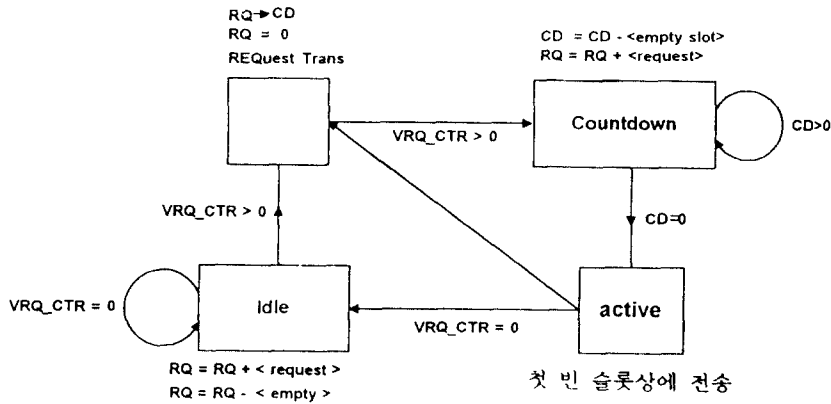 RQ→CD
RQ = 0
REQuest Trans
CD = CD - <empty slot>
RQ = RQ + <request>
Countdown
CD>0
VRQ_CTR > 0
VRQ_CTR > 0
CD=0
VRQ_CTR = 0
idle
active
VRQ_CTR = 0
RQ = RQ + < request >
RQ = RQ - < empty >
첫 빈 슬롯상에 전송